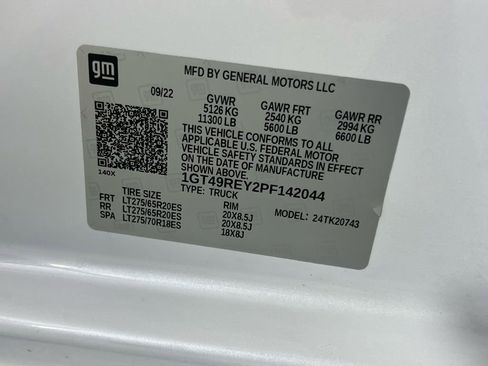 gm
MFD BY GENERAL MOTORS LLC
09/22 GVWR GAWR FRT GAWR RR
5126 KG 2540 KG 2994 KG
11300 LB 5600 LB 6600 LB
THIS VEHICLE CONFORMS TO ALL
APPLICABLE U.S. FEDERAL MOTOR
VEHICLE SAFETY STANDARDS IN
EFFECT ON THE DATE OF MANUFACTURE
SHOWN ABOVE.
140X
1GT49REY2PF142044
TYPE: TRUCK MODEL: 24TK20743
TIRE SIZE RIM
FRT LT275/65R20ES 20X8.5J
RR LT275/65R20ES 20X8.5J
SPA LT275/70R18ES 18X8J